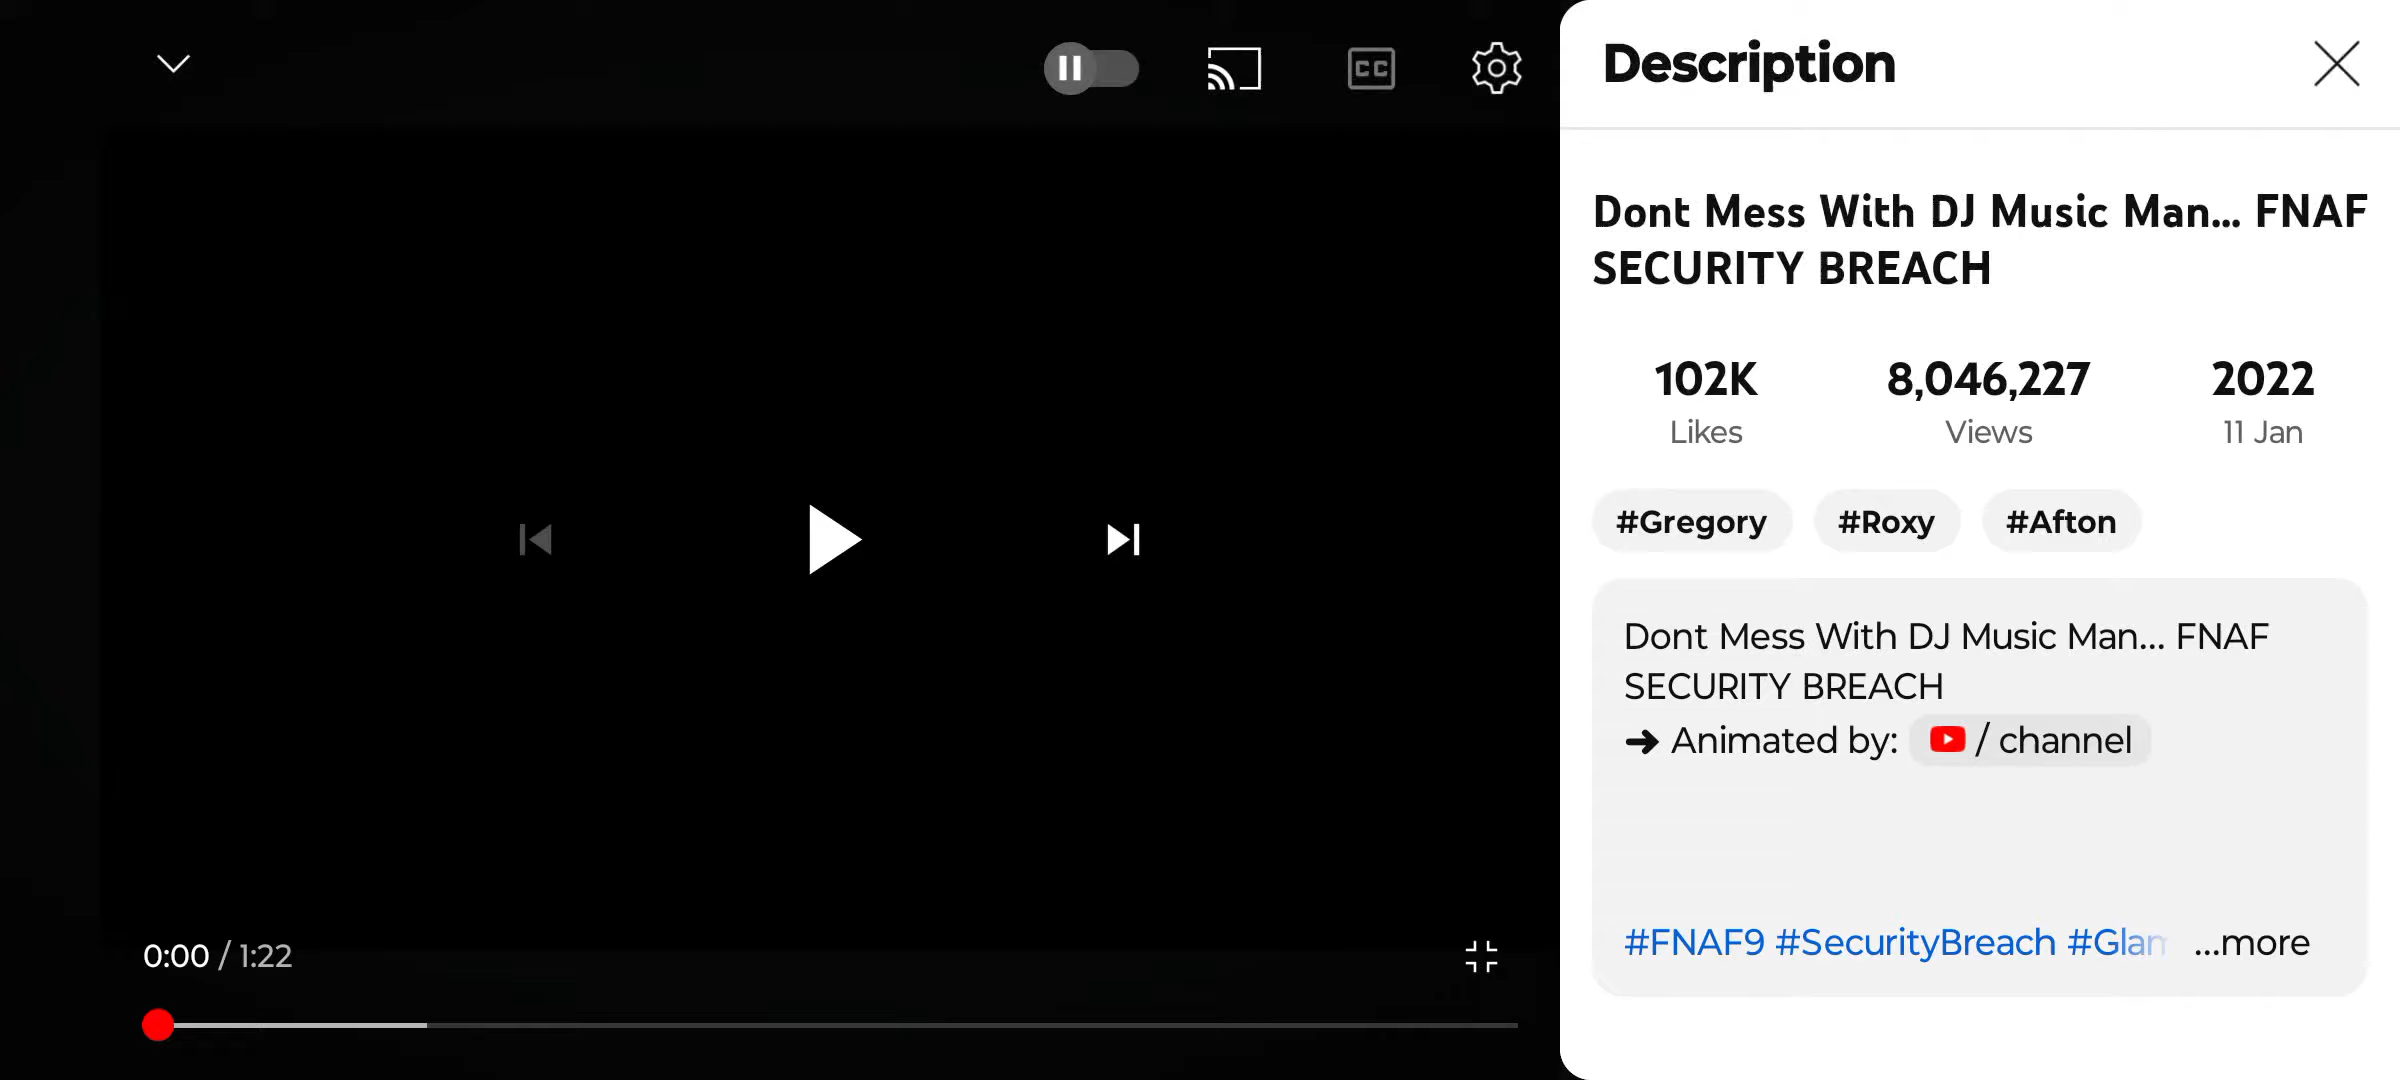 CC
0:00 / 1:22
Description
Dont Mess With DJ Music Man... FNAF
SECURITY BREACH
102K 8,046,227 2022
Likes Views 11 Jan
#Gregory #Roxy #Afton
Dont Mess With DJ Music Man... FNAF
SECURITY BREACH
➜ Animated by: / channel
#FNAF9 #SecurityBreach #Glam ...more